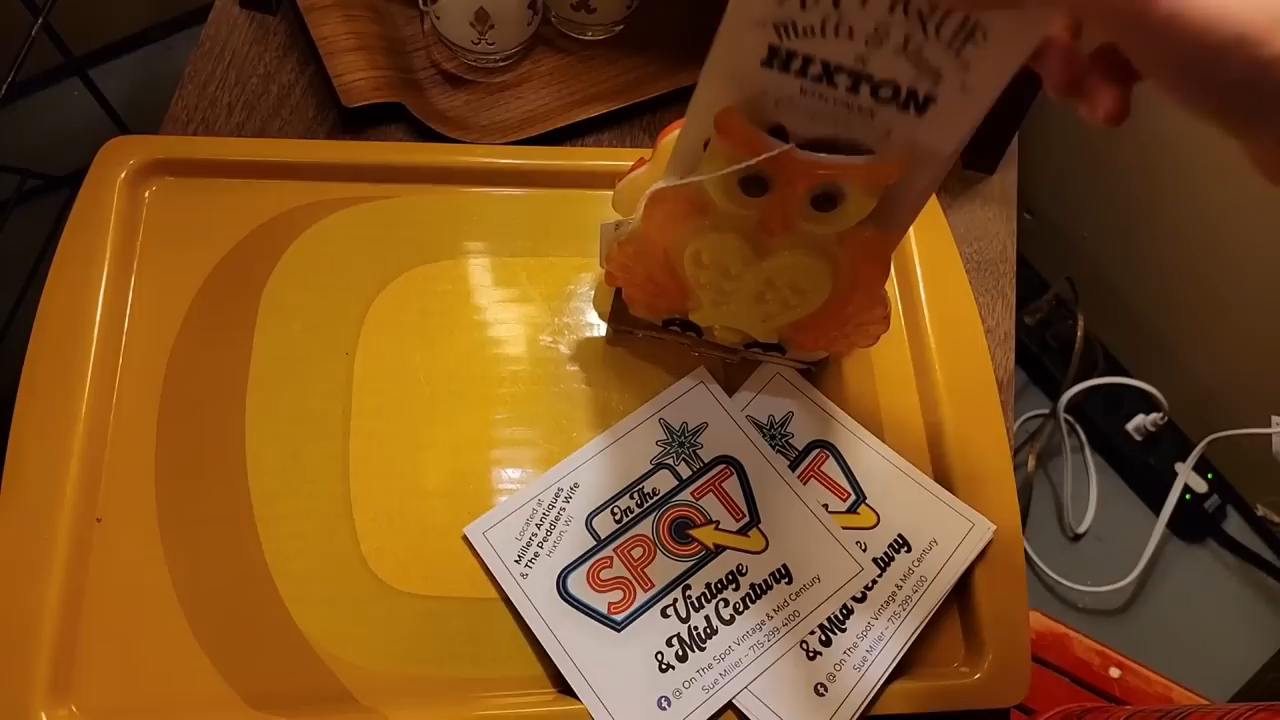 NIXTON
Located at
Millers Antiques
& The Peddlers Wife
Hixton, WI
On The
SPOT
Vintage
& Mid Century
@ On The Spot Vintage & Mid Century
Sue Miller ~ 715-299-4100
T
& Mid Century
@ On The Spot Vintage & Mid Century
Sue Miller ~ 715-299-4100